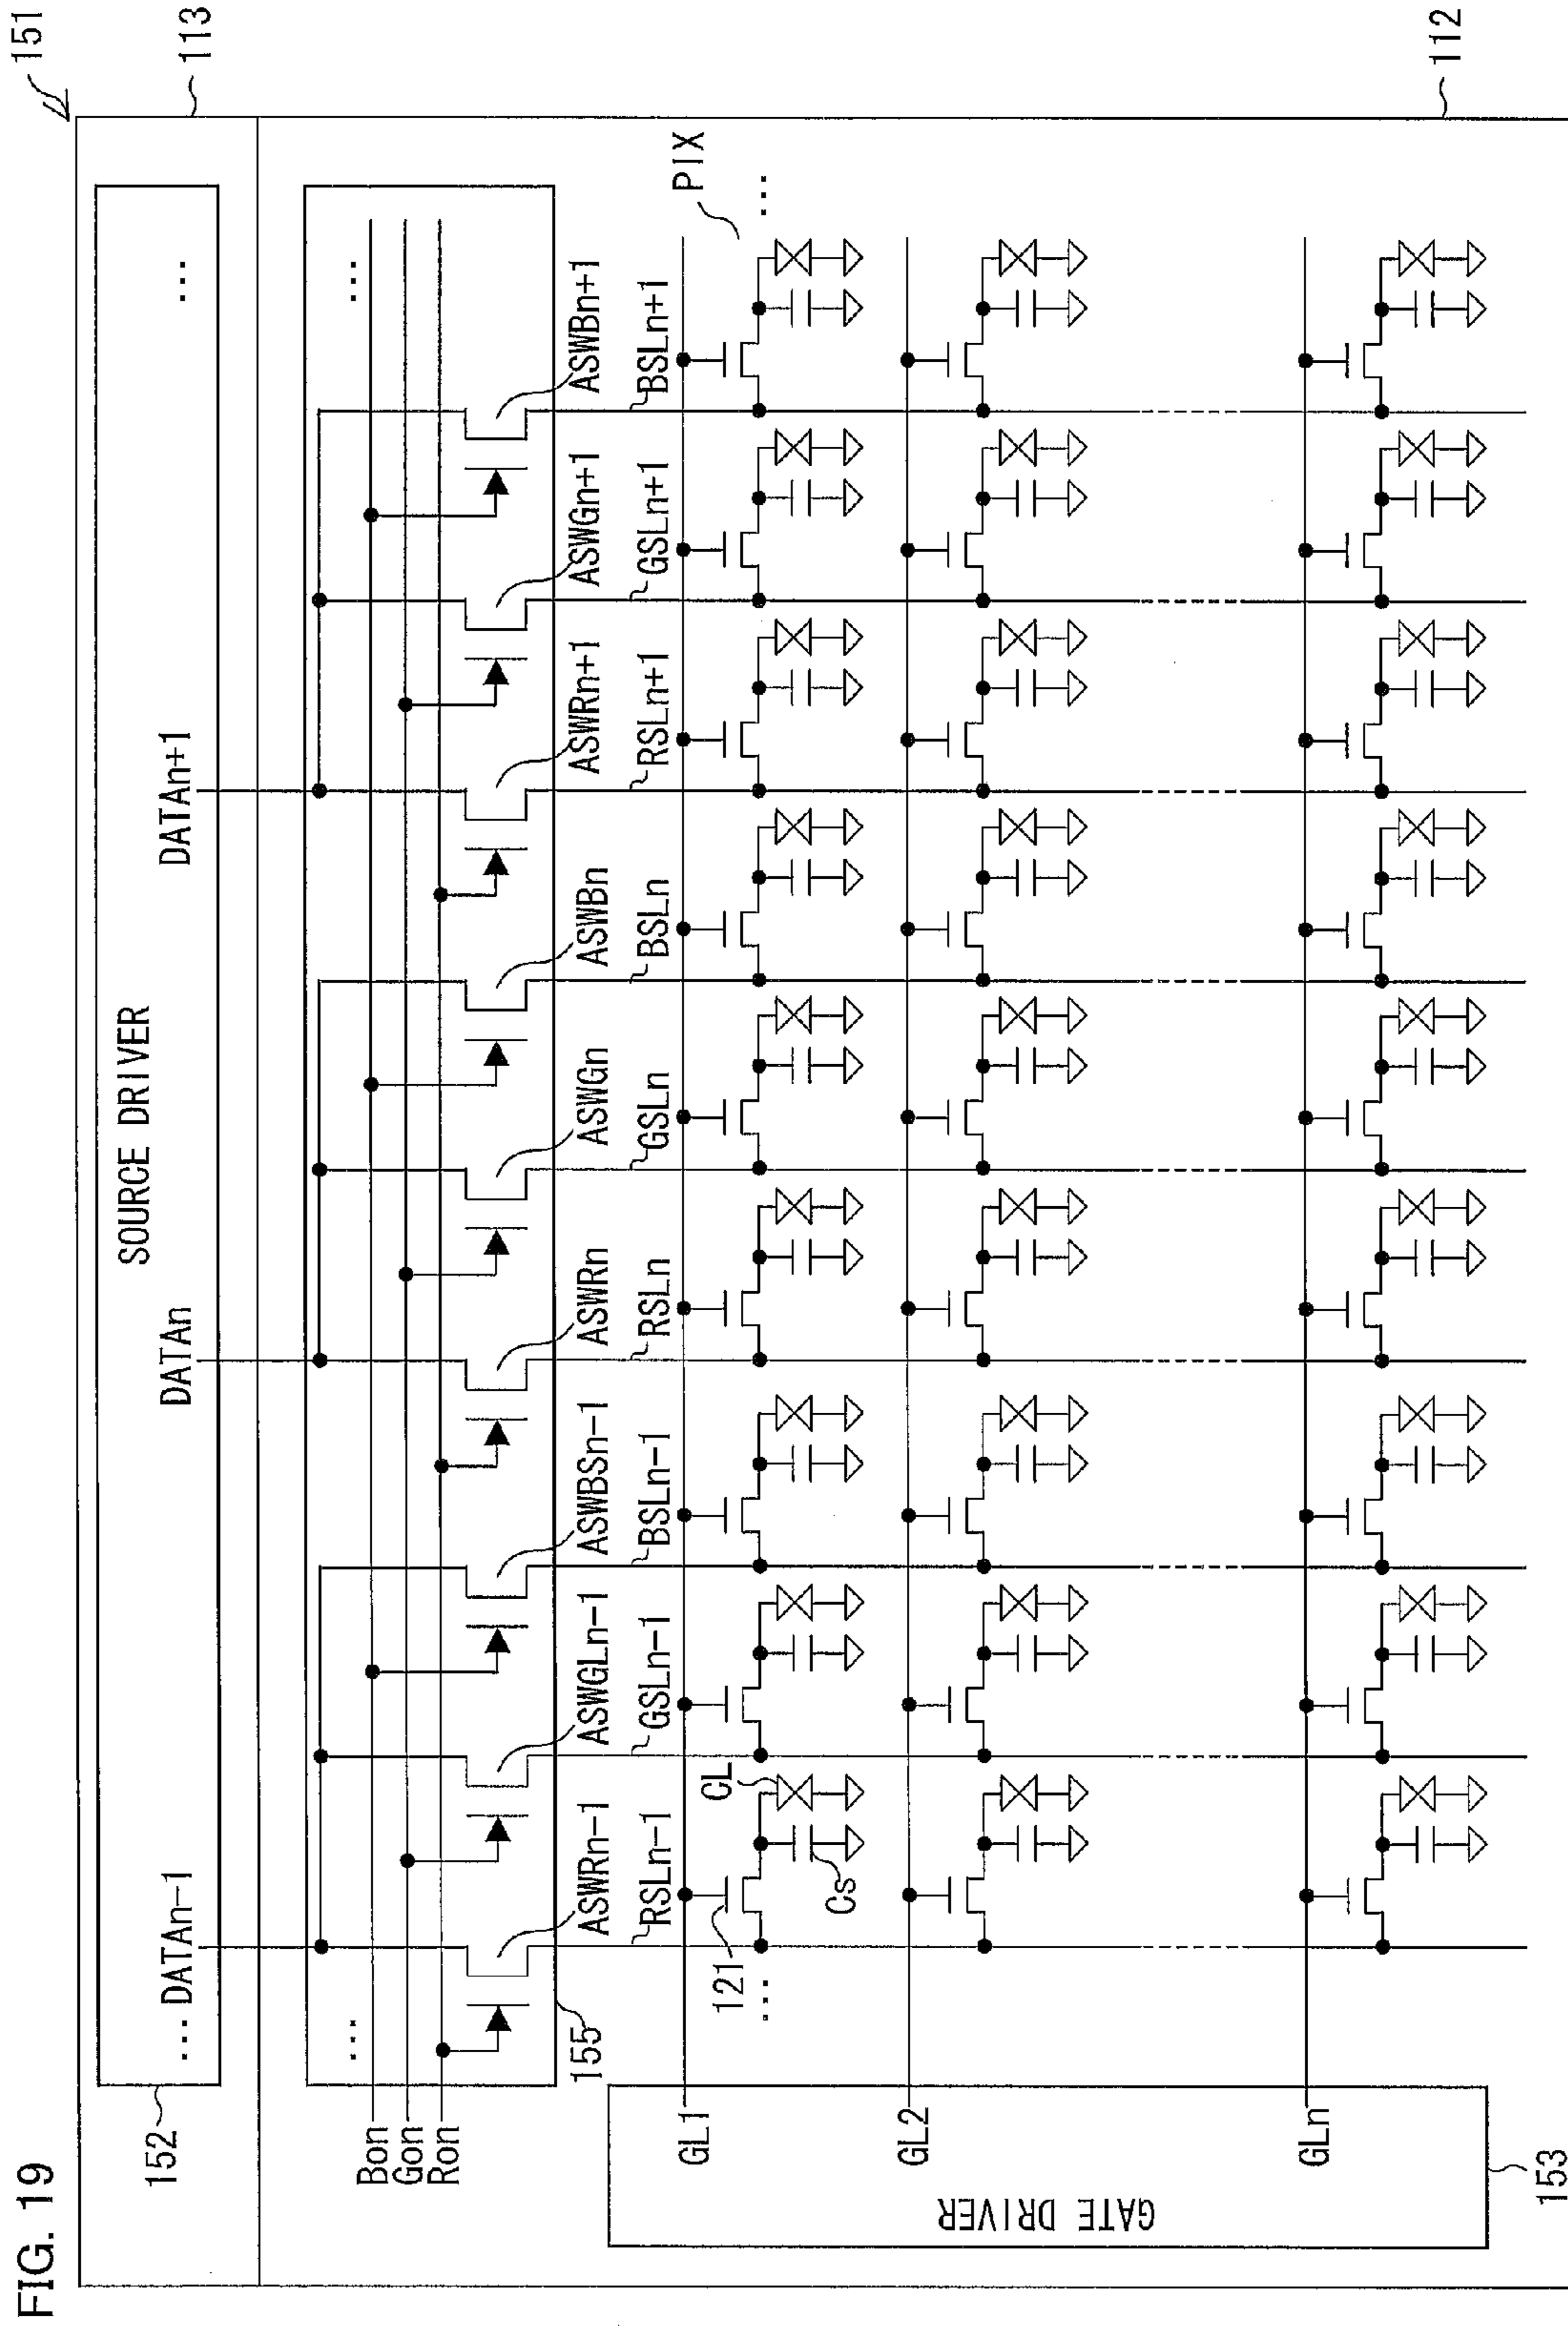 FIG. 19
151
113
112
152
SOURCE DRIVER
... DATAn-1
DATAn
DATAn+1
...
...
...
Bon
Gon
Ron
155
ASWRn-1
ASWGLn-1
ASWBSn-1
ASWRn
ASWGn
ASWBn
ASWRn+1
ASWGn+1
ASWBn+1
RSLn-1
GSLn-1
BSLn-1
RSLn
GSLn
BSLn
RSLn+1
GSLn+1
BSLn+1
GL1
121
...
CL
Cs
PIX
...
GL2
GLn
GATE DRIVER
153